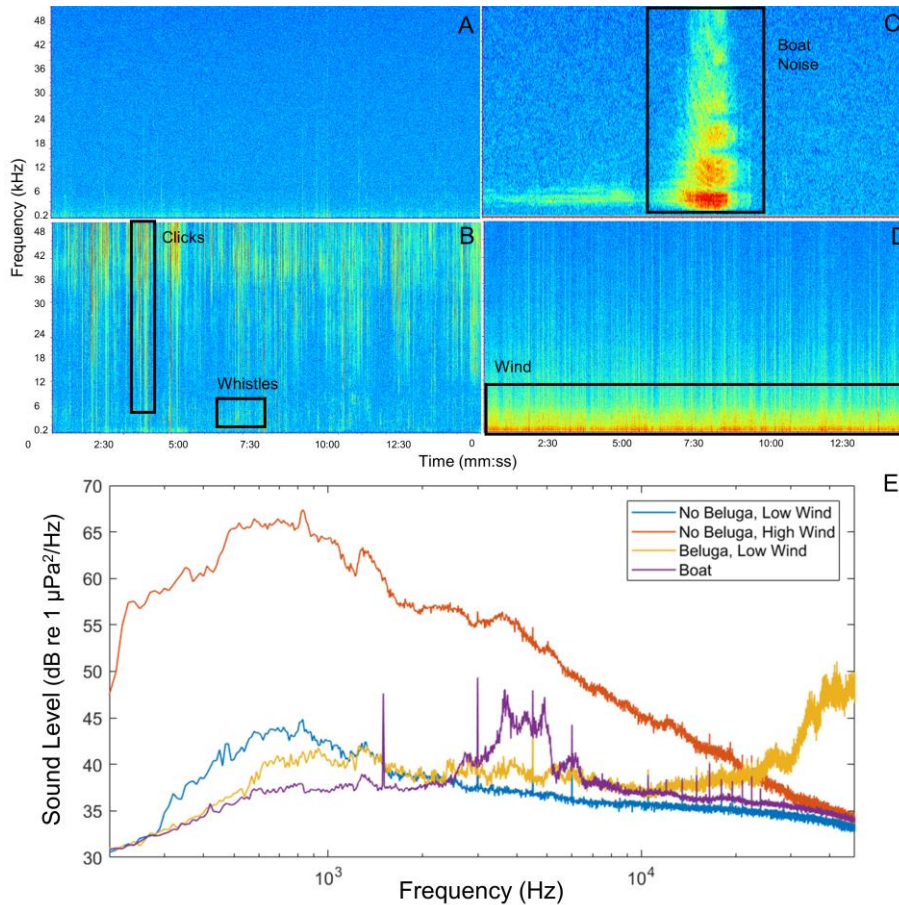 A
48
42
36
30
24
18
12
6
0.2
C
Boat
Noise
Frequency (kHz)
B
48
42
36
30
24
18
12
6
0.2
Clicks
Whistles
D
Wind
0 2:30 5:00 7:30 10:00 12:30 0 2:30 5:00 7:30 10:00 12:30
Time (mm:ss)
E
70
65
60
55
50
45
40
35
30
Sound Level (dB re 1 µPa²/Hz)
No Beluga, Low Wind
No Beluga, High Wind
Beluga, Low Wind
Boat
10³ 10⁴
Frequency (Hz)